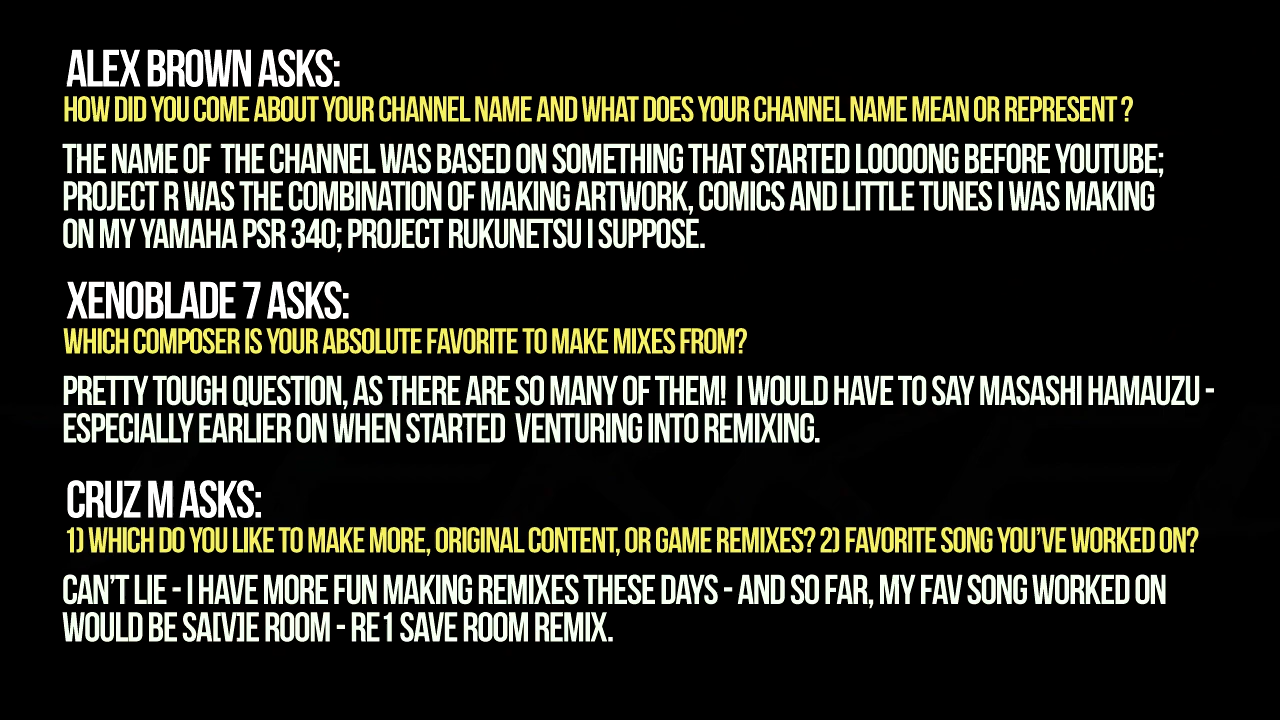 ALEX BROWN ASKS:
HOW DID YOU COME ABOUT YOUR CHANNEL NAME AND WHAT DOES YOUR CHANNEL NAME MEAN OR REPRESENT ?
THE NAME OF THE CHANNEL WAS BASED ON SOMETHING THAT STARTED LOOOONG BEFORE YOUTUBE;
PROJECT R WAS THE COMBINATION OF MAKING ARTWORK, COMICS AND LITTLE TUNES I WAS MAKING
ON MY YAMAHA PSR 340; PROJECT RUKUNETSU I SUPPOSE.
XENOBLADE 7 ASKS:
WHICH COMPOSER IS YOUR ABSOLUTE FAVORITE TO MAKE MIXES FROM?
PRETTY TOUGH QUESTION, AS THERE ARE SO MANY OF THEM! I WOULD HAVE TO SAY MASASHI HAMAUZU -
ESPECIALLY EARLIER ON WHEN STARTED VENTURING INTO REMIXING.
CRUZ M ASKS:
1) WHICH DO YOU LIKE TO MAKE MORE, ORIGINAL CONTENT, OR GAME REMIXES? 2) FAVORITE SONG YOU'VE WORKED ON?
CAN'T LIE - I HAVE MORE FUN MAKING REMIXES THESE DAYS - AND SO FAR, MY FAV SONG WORKED ON
WOULD BE SA[V]E ROOM - RE1 SAVE ROOM REMIX.